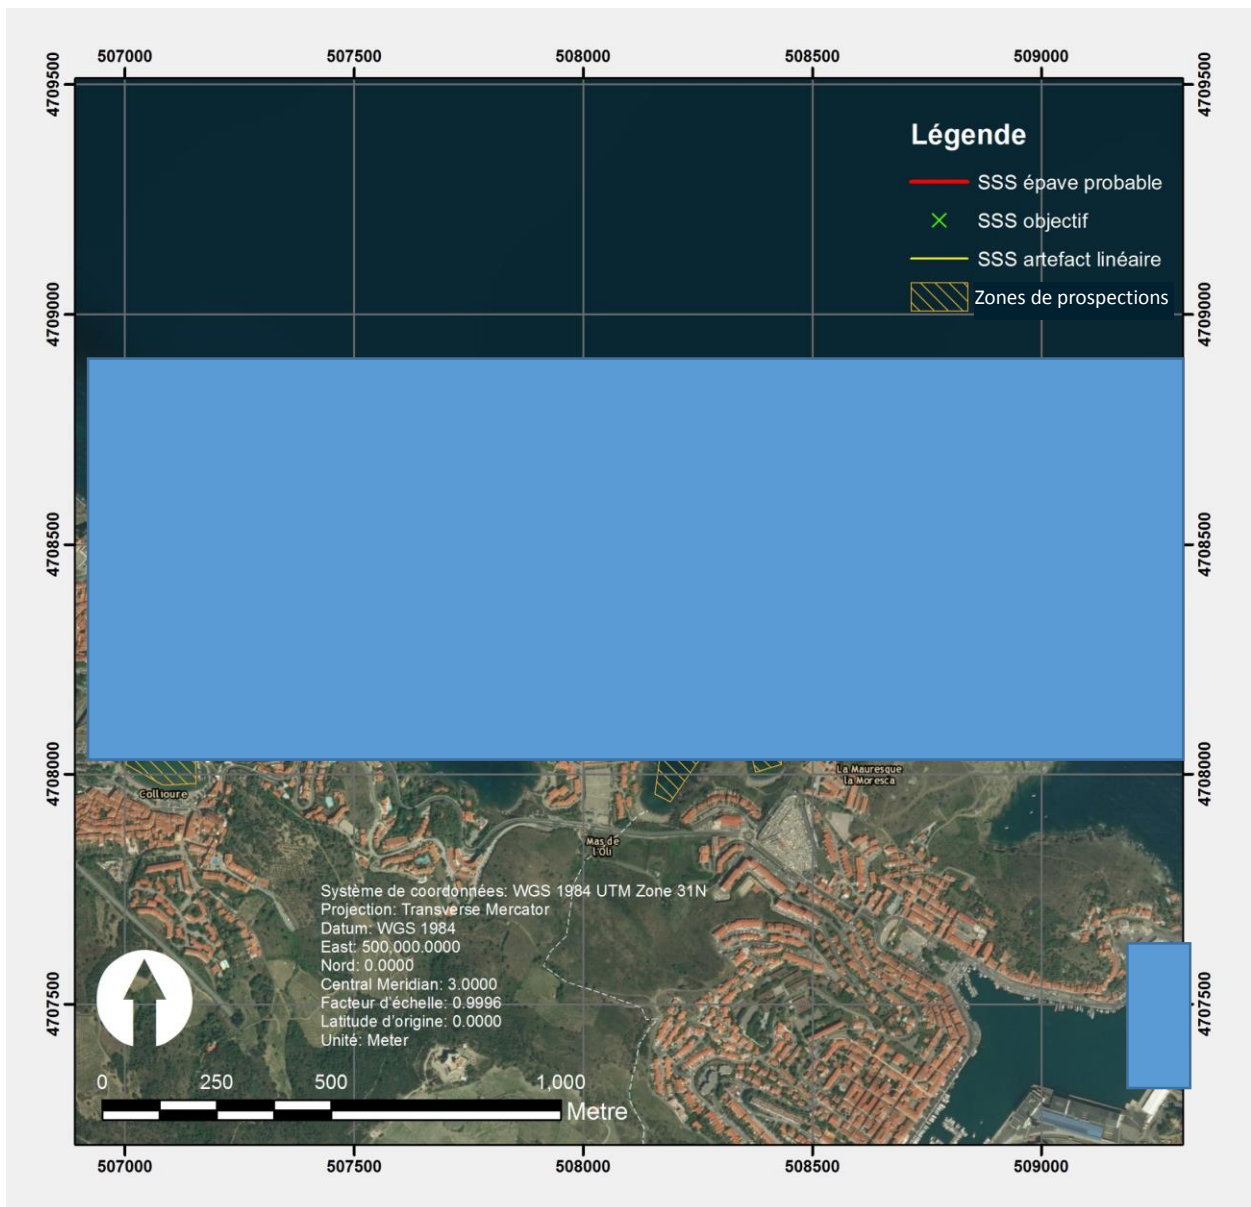 507000 507500 508000 508500 509000
4709500
4709500
Légende
SSS épave probable
SSS objectif
SSS artefact linéaire
Zones de prospections
4709000
4709000
4708500
4708500
4708000
4708000
Collioure
La Mauresque
la Moresca
Mas de
l'Oli
Système de coordonnées: WGS 1984 UTM Zone 31N
Projection: Transverse Mercator
Datum: WGS 1984
East: 500,000.0000
Nord: 0.0000
Central Meridian: 3.0000
Facteur d'échelle: 0.9996
Latitude d'origine: 0.0000
Unité: Meter
4707500
4707500
0 250 500 1,000
Metre
507000 507500 508000 508500 509000